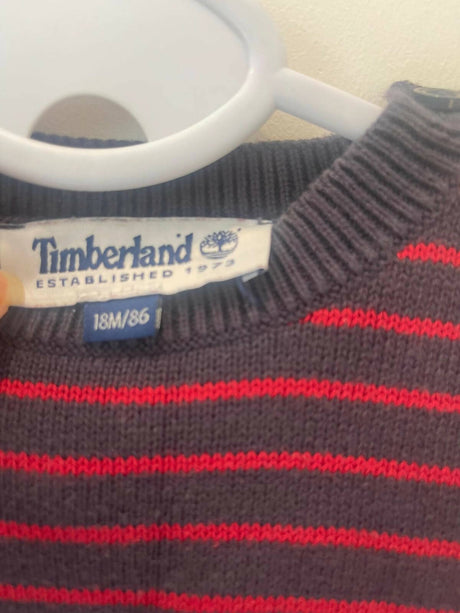 Timberland
ESTABLISHED 1973
18M/86